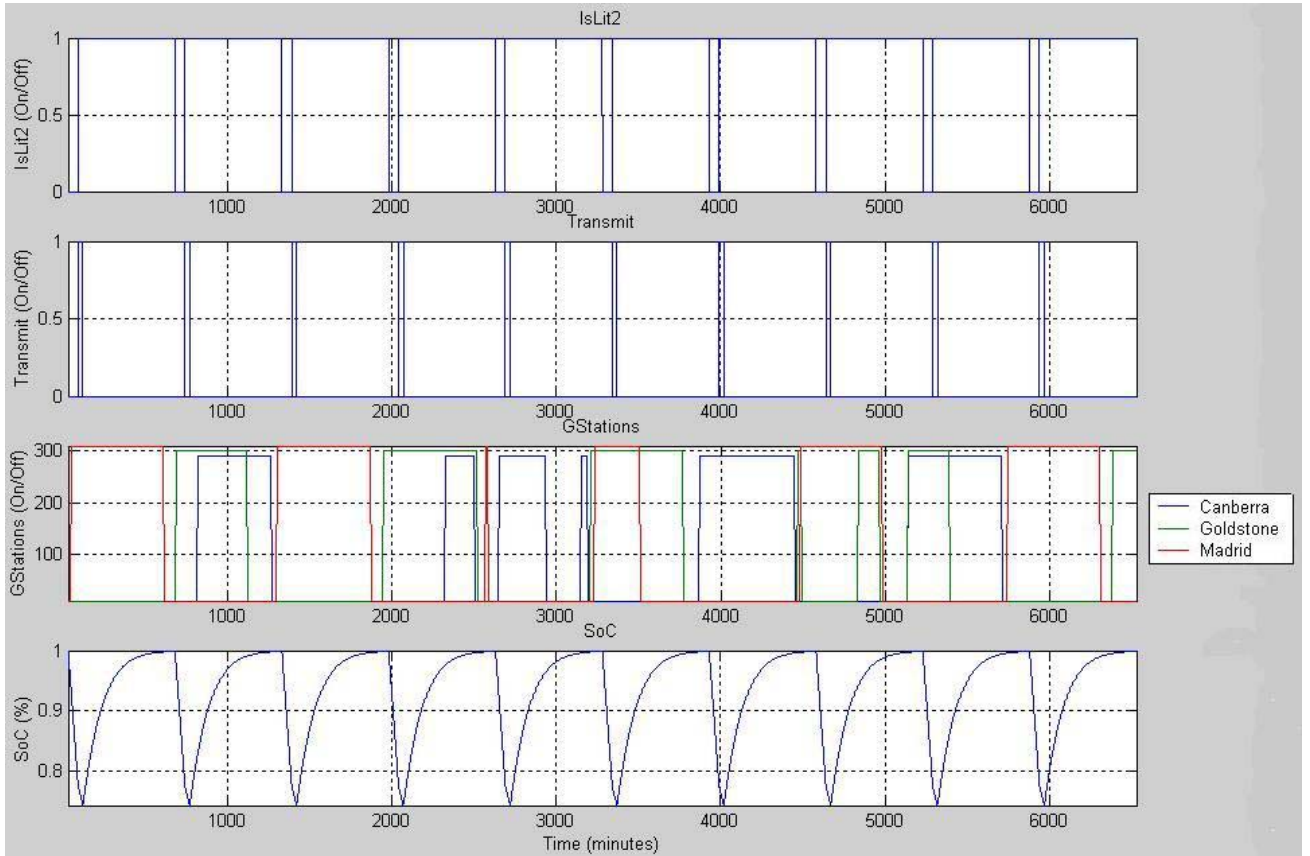 IsLit2
IsLit2 (On/Off)
1
0.5
0
1000 2000 3000 4000 5000 6000
Transmit
Transmit (On/Off)
1
0.5
0
1000 2000 3000 4000 5000 6000
GStations
GStations (On/Off)
300
200
100
1000 2000 3000 4000 5000 6000
Canberra
Goldstone
Madrid
SoC
SoC (%)
1
0.9
0.8
1000 2000 3000 4000 5000 6000
Time (minutes)